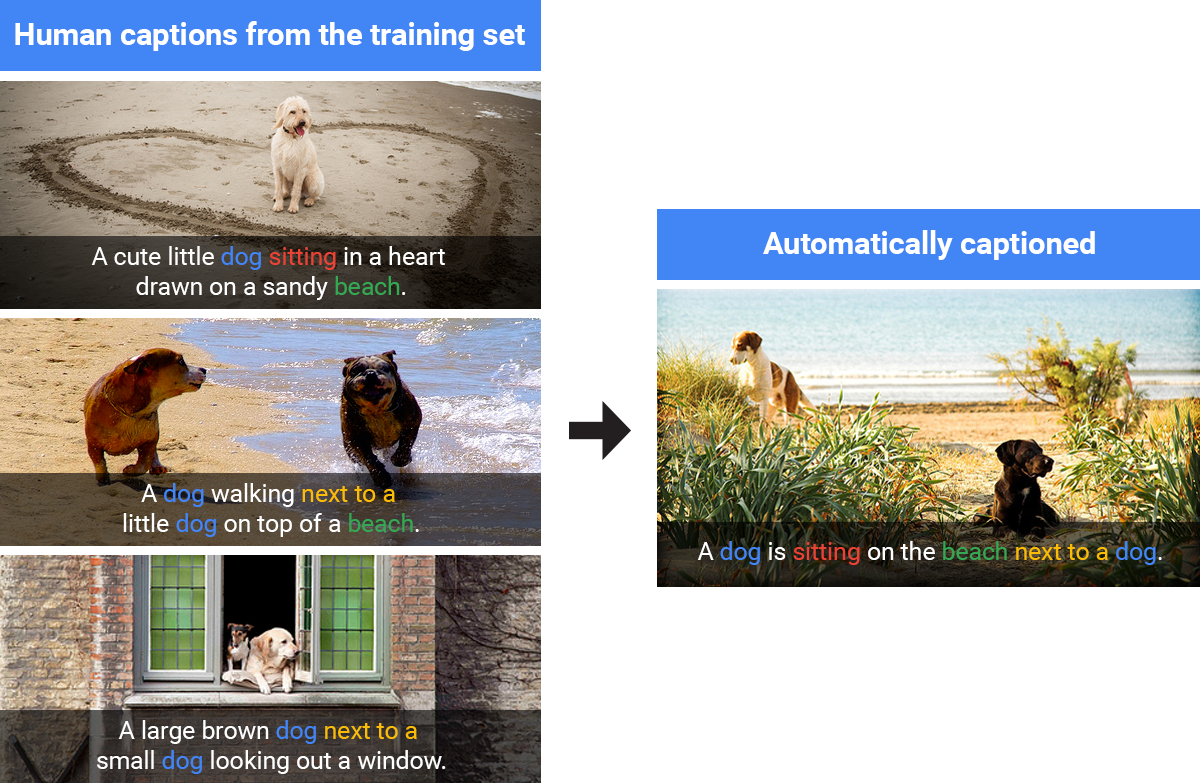 Human captions from the training set
A cute little dog sitting in a heart
drawn on a sandy beach.
A dog walking next to a
little dog on top of a beach.
A large brown dog next to a
small dog looking out a window.
Automatically captioned
A dog is sitting on the beach next to a dog.